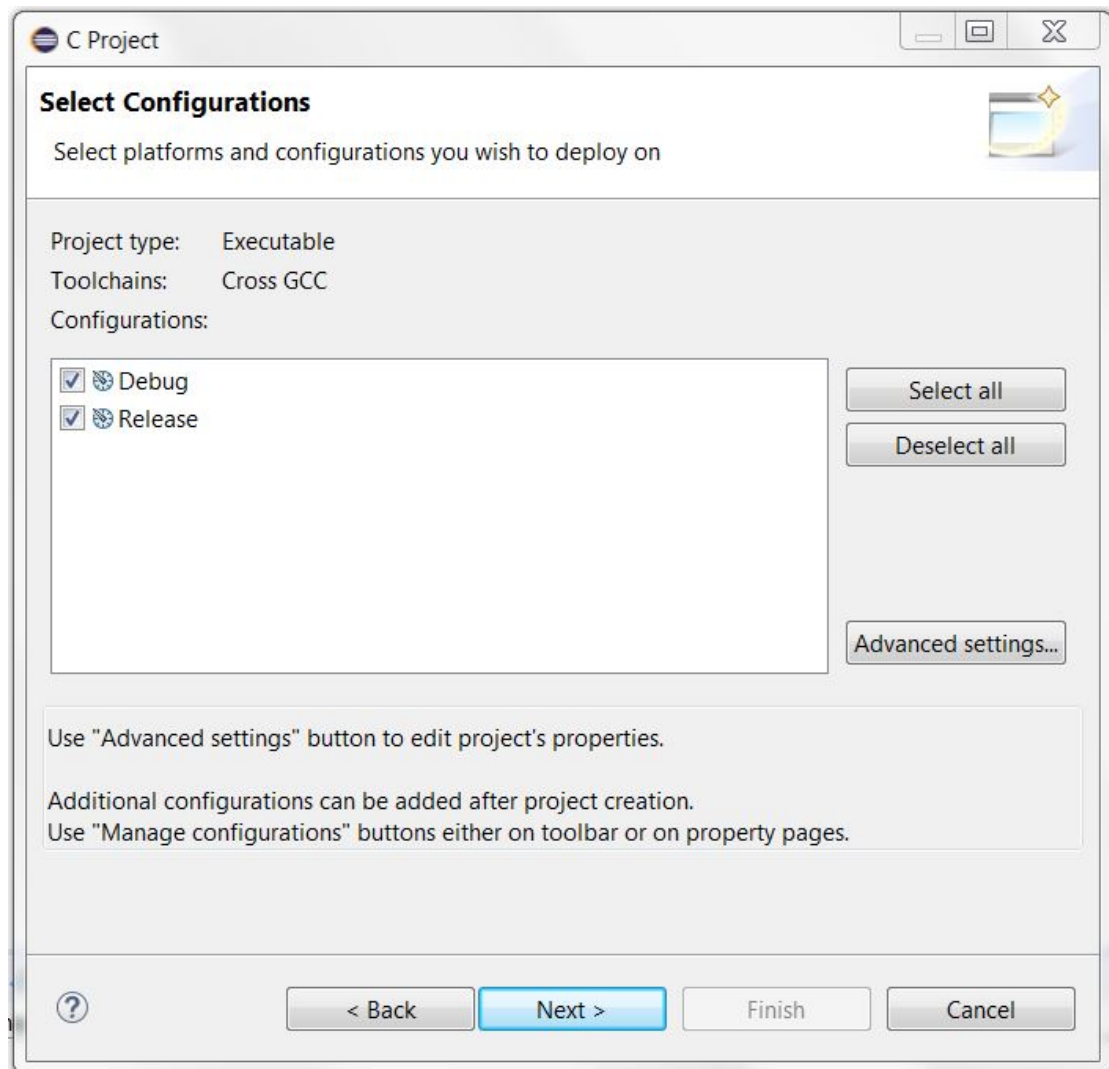 C Project
Select Configurations
Select platforms and configurations you wish to deploy on
Project type: Executable
Toolchains: Cross GCC
Configurations:
Debug
Release
Select all
Deselect all
Advanced settings...
Use "Advanced settings" button to edit project's properties.
Additional configurations can be added after project creation.
Use "Manage configurations" buttons either on toolbar or on property pages.
?
< Back
Next >
Finish
Cancel